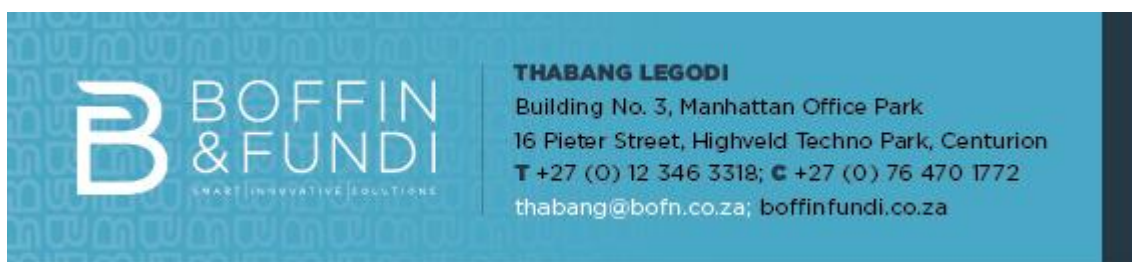 BOFFIN
&FUNDI
SMART|INNOVATIVE|SOLUTIONS
THABANG LEGODI
Building No. 3, Manhattan Office Park
16 Pieter Street, Highveld Techno Park, Centurion
T +27 (0) 12 346 3318; C +27 (0) 76 470 1772
thabang@bofn.co.za; boffinfundi.co.za